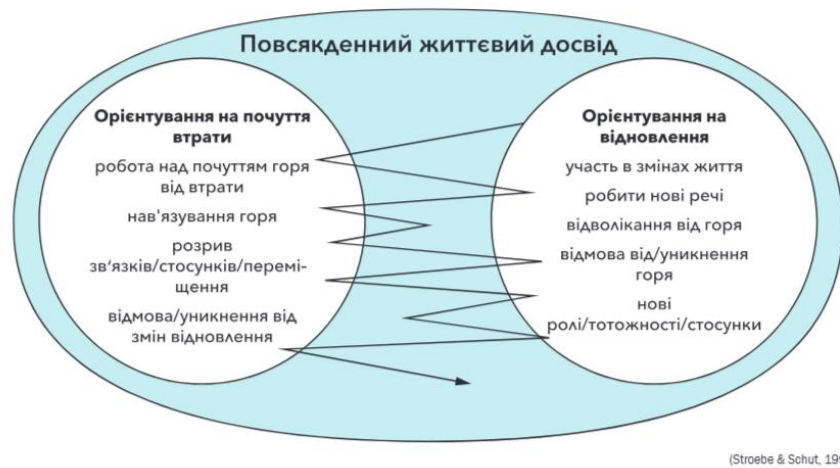 Повсякденний життєвий досвід
Орієнтування на почуття
втрати
робота над почуттям горя
від втрати
нав'язування горя
розрив
зв'язків/стосунків/перемі-
щення
відмова/уникнення від
змін відновлення
Орієнтування на
відновлення
участь в змінах життя
робити нові речі
відволікання від горя
відмова від/уникнення
горя
нові
ролі/тотожності/стосунки
(Stroebe & Schut,